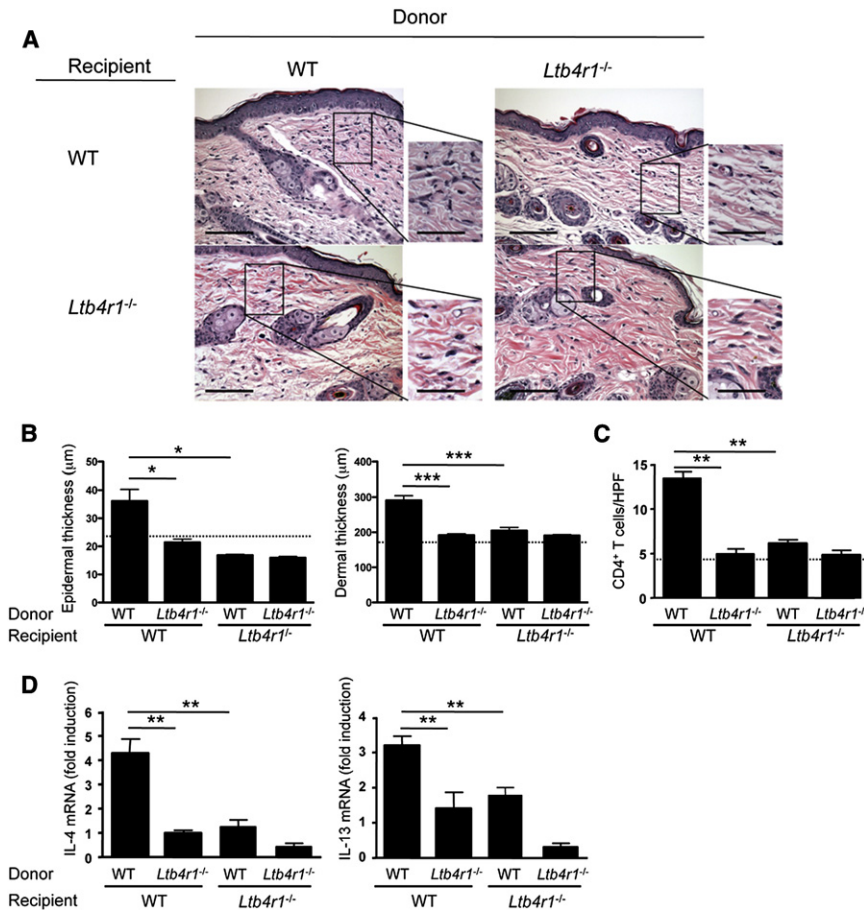 Donor
A
Recipient
WT
Ltb4r1-/-
WT
Ltb4r1-/-
B
Epidermal thickness (μm)
50
40
30
20
10
0
*
*
Donor
WT
Ltb4r1-/-
WT
Ltb4r1-/-
Recipient
WT
Ltb4r1-/-
Dermal thickness (μm)
400
300
200
100
0
***
***
WT
Ltb4r1-/-
WT
Ltb4r1-/-
WT
Ltb4r1-/-
C
CD4+ T cells/HPF
15
10
5
0
**
**
WT
Ltb4r1-/-
WT
Ltb4r1-/-
WT
Ltb4r1-/-
D
IL-4 mRNA (fold induction)
6
5
4
3
2
1
0
**
**
Donor
WT
Ltb4r1-/-
WT
Ltb4r1-/-
Recipient
WT
Ltb4r1-/-
IL-13 mRNA (fold induction)
4
3
2
1
0
**
**
WT
Ltb4r1-/-
WT
Ltb4r1-/-
WT
Ltb4r1-/-